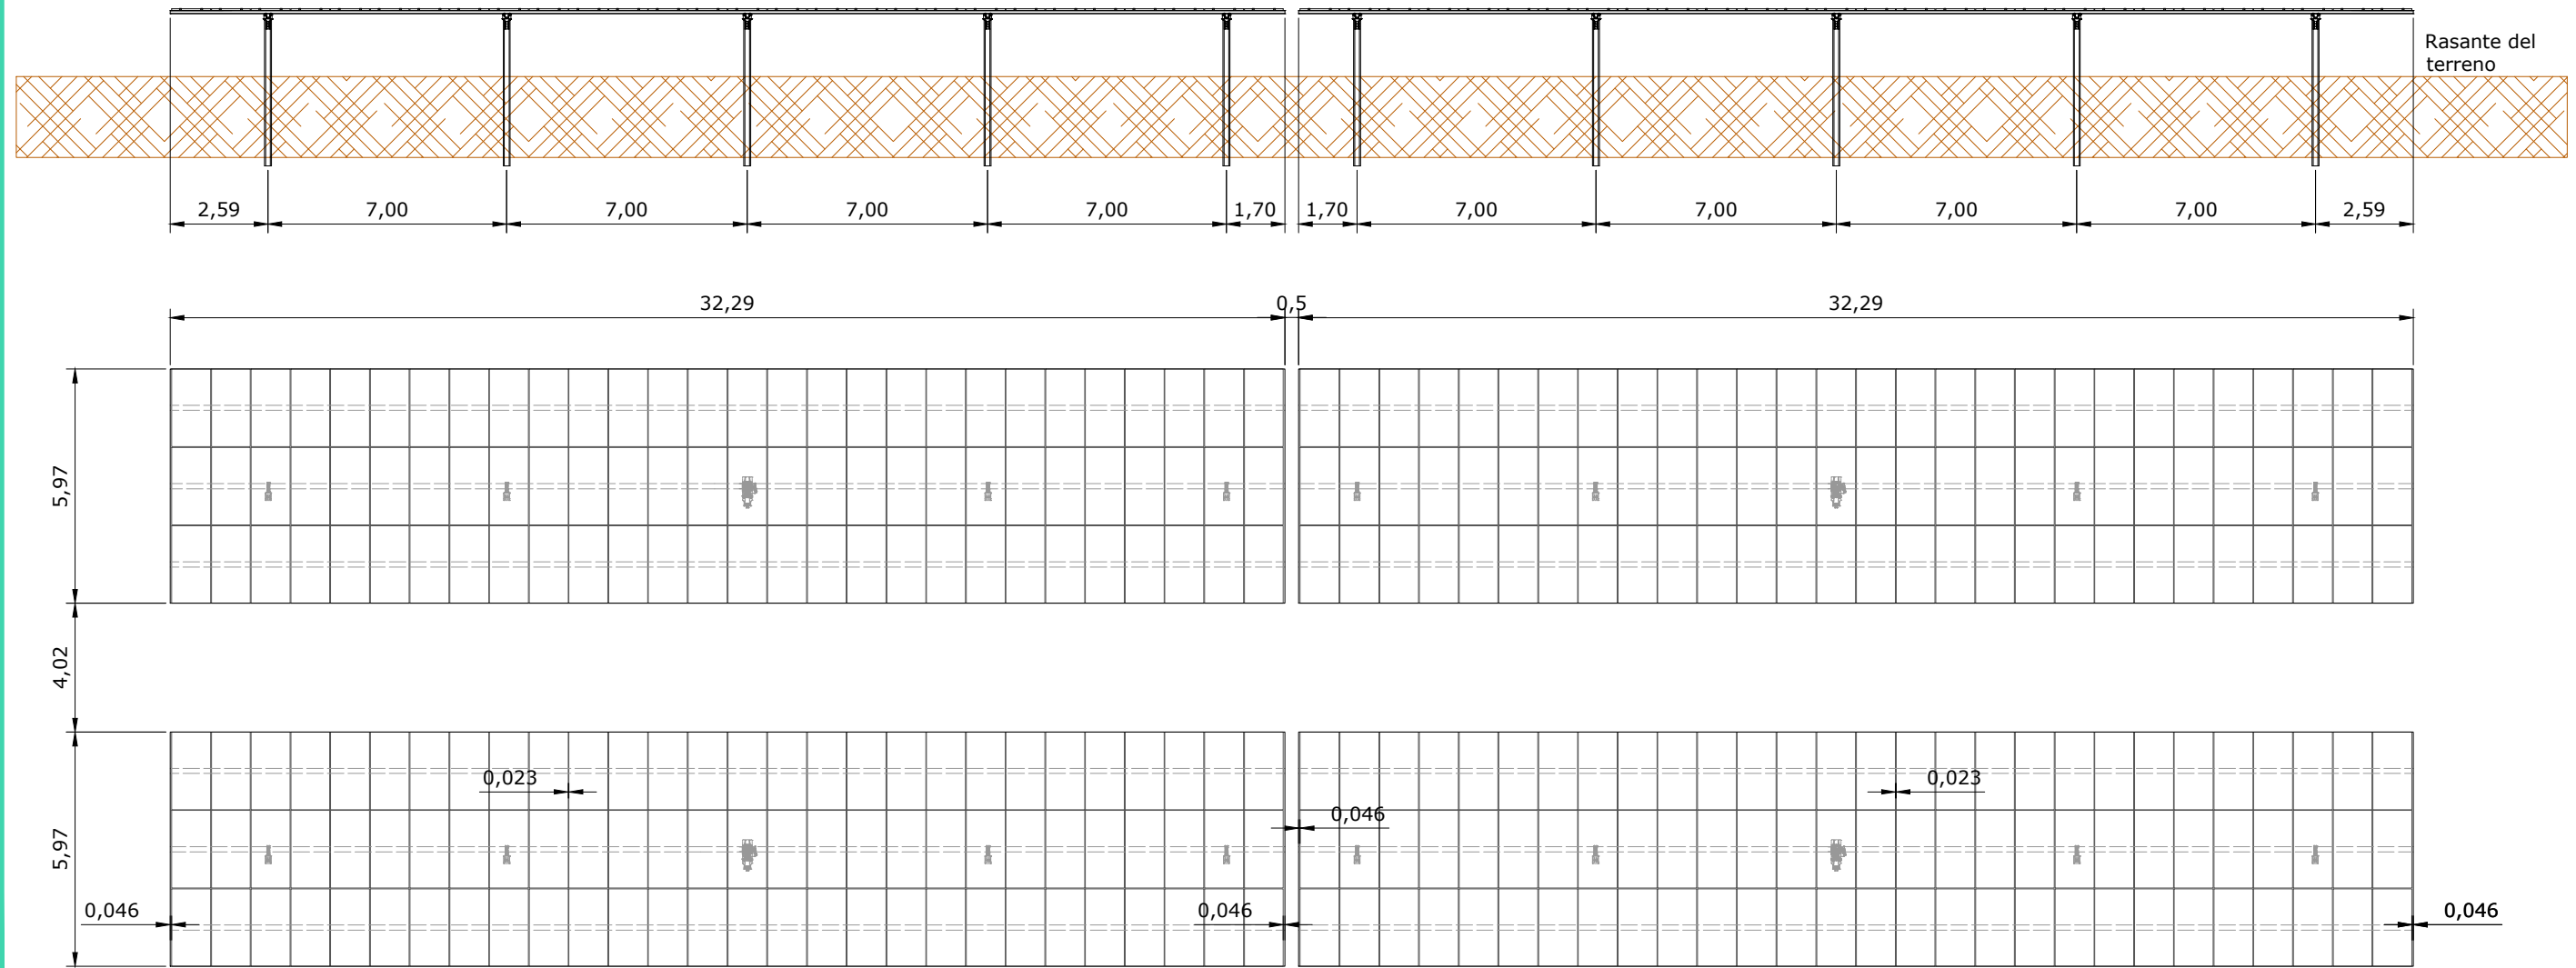 Rasante del
terreno
2,59 7,00 7,00 7,00 7,00 1,70 1,70 7,00 7,00 7,00 7,00 2,59
32,29 0,5 32,29
5,97
4,02
5,97
0,023 0,023
0,046
0,046 0,046 0,046